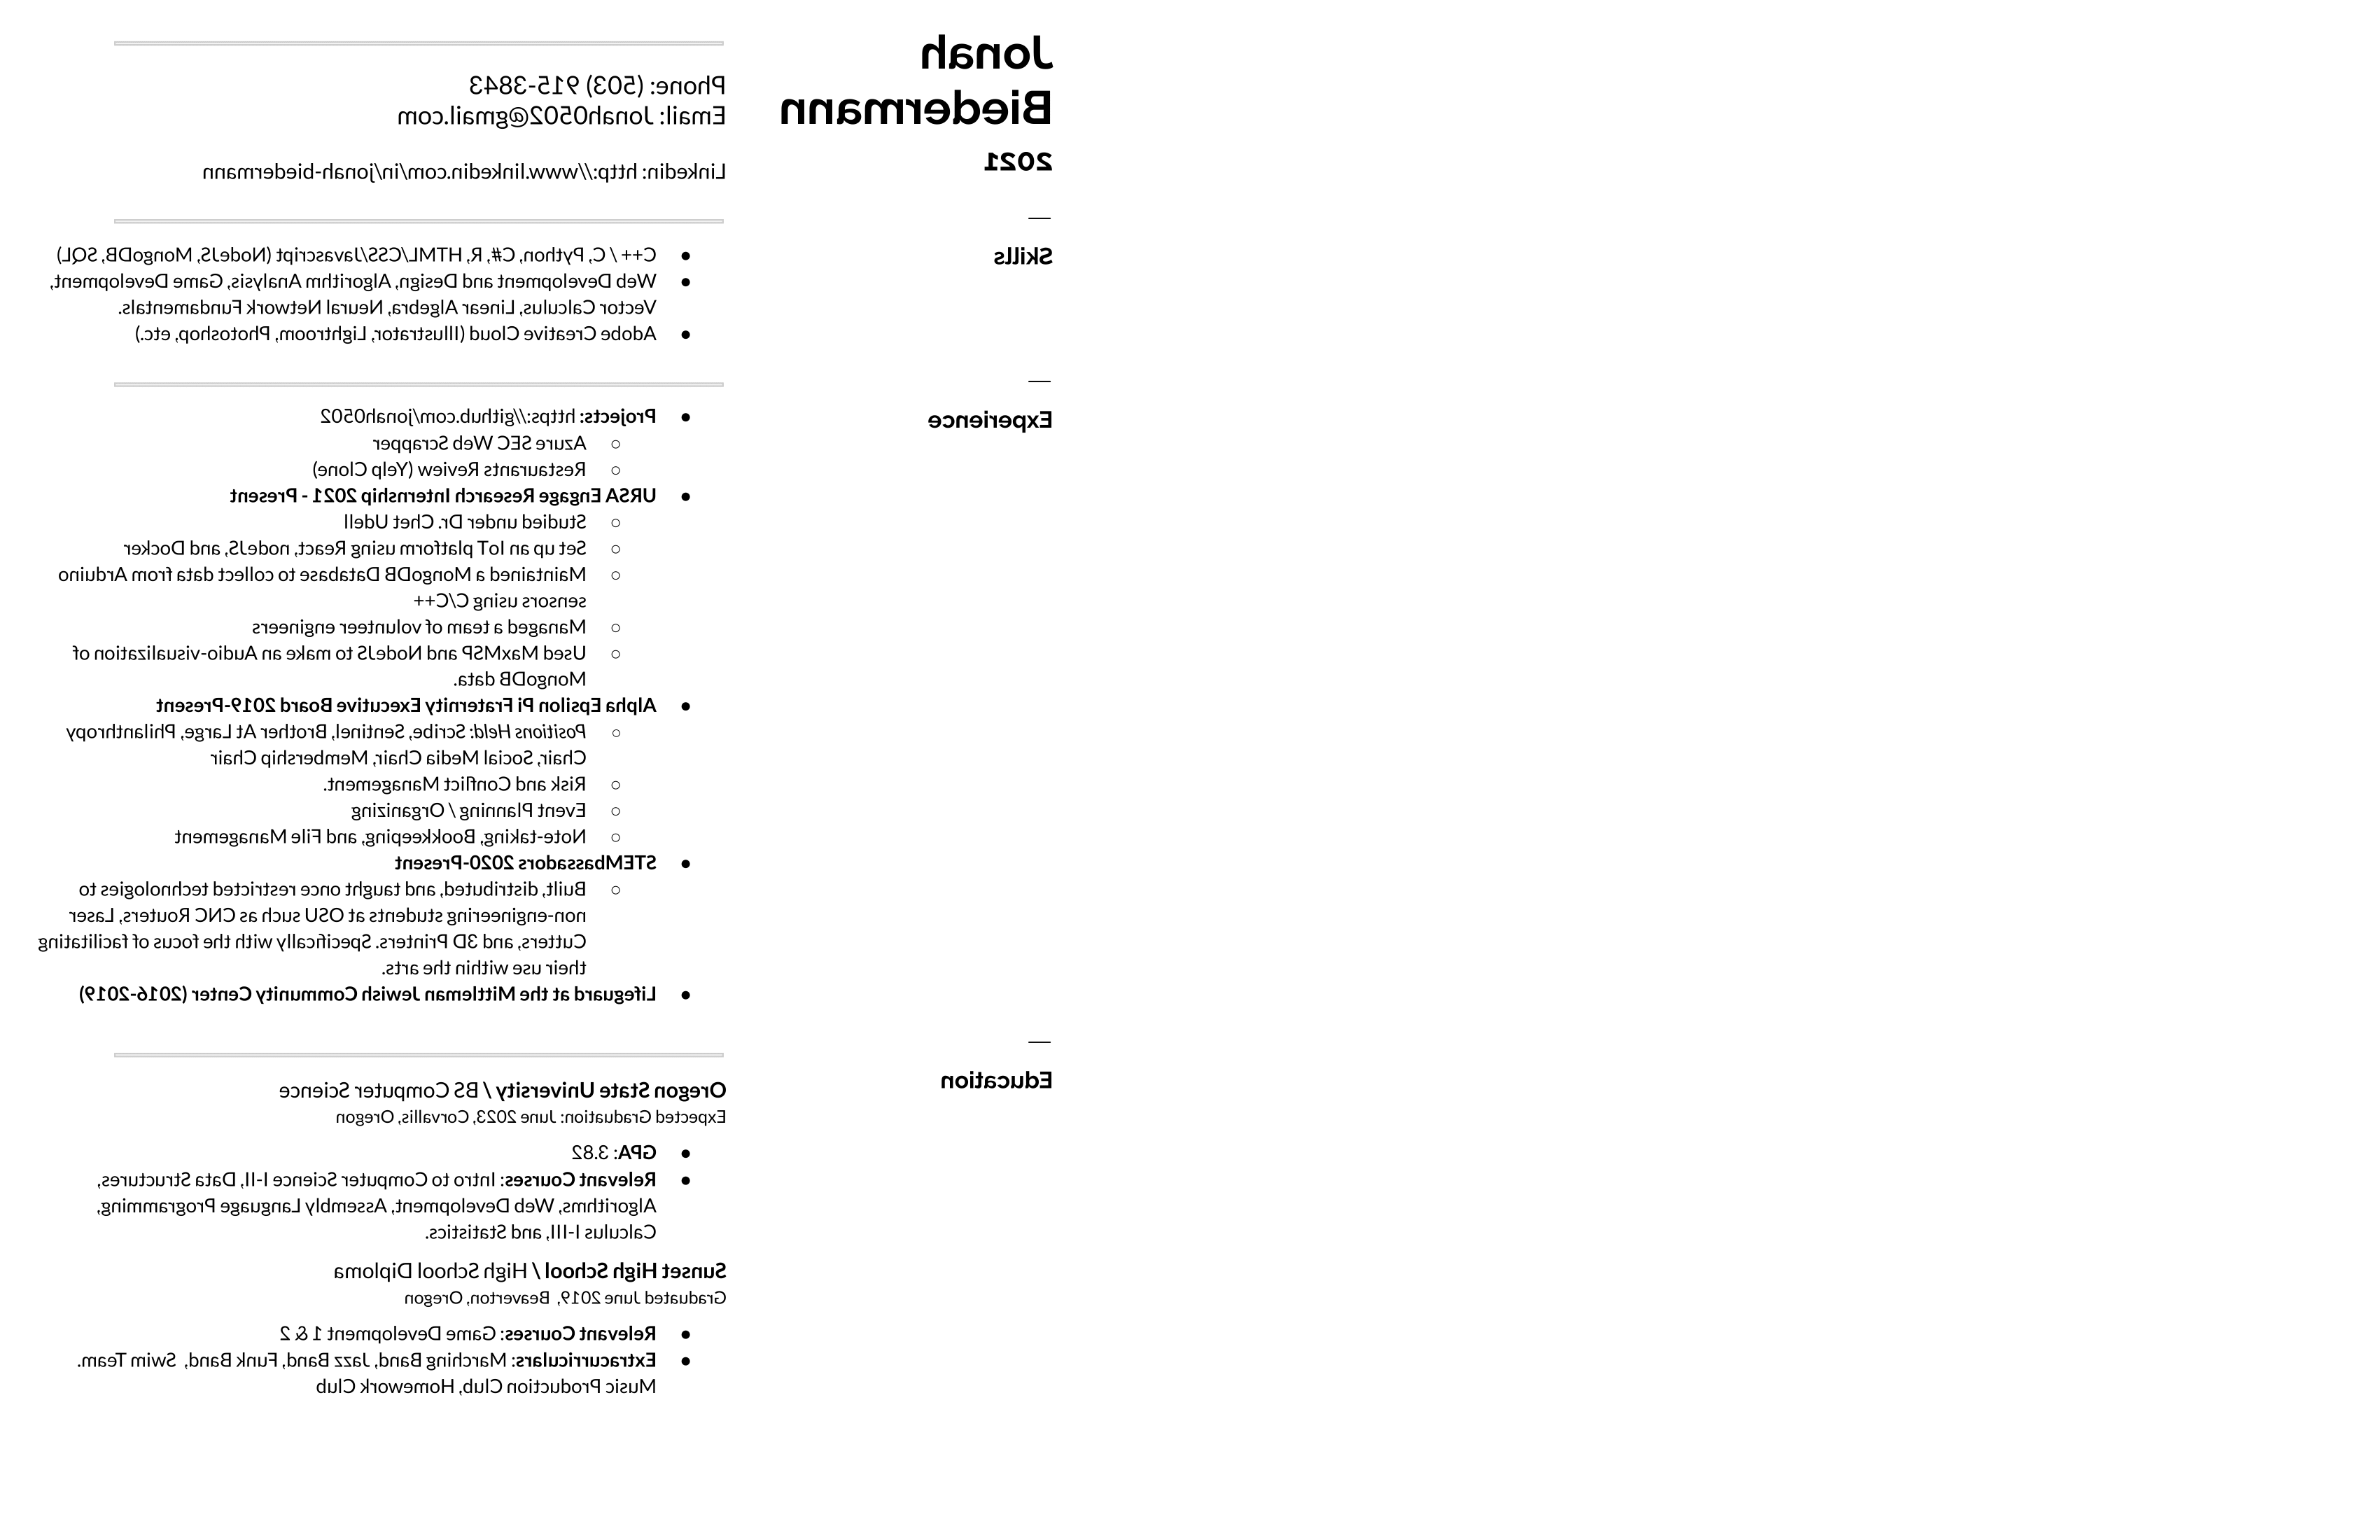 Jonah
Biedermann
2021
Phone: (503) 915-3843
Email: Jonah0502@gmail.com
Linkedin: http://www.linkedin.com/in/jonah-biedermann
—
Skills
● C++ / C, Python, C#, R, HTML/CSS/Javascript (NodeJS, MongoDB, SQL)
● Web Development and Design, Algorithm Analysis, Game Development,
Vector Calculus, Linear Algebra, Neural Network Fundamentals.
● Adobe Creative Cloud (Illustrator, Lightroom, Photoshop, etc.)
—
Experience
● Projects: https://github.com/jonah0502
○ Azure SEC Web Scrapper
○ Restaurants Review (Yelp Clone)
● URSA Engage Research Internship 2021 - Present
○ Studied under Dr. Chet Udell
○ Set up an IoT platform using React, nodeJS, and Docker
○ Maintained a MongoDB Database to collect data from Arduino
sensors using C/C++
○ Managed a team of volunteer engineers
○ Used MaxMSP and NodeJS to make an Audio-visualization of
MongoDB data.
● Alpha Epsilon Pi Fraternity Executive Board 2019-Present
○ Positions Held: Scribe, Sentinel, Brother At Large, Philanthropy
Chair, Social Media Chair, Membership Chair
○ Risk and Conflict Management.
○ Event Planning / Organizing
○ Note-taking, Bookkeeping, and File Management
● STEMbassadors 2020-Present
○ Built, distributed, and taught once restricted technologies to
non-engineering students at OSU such as CNC Routers, Laser
Cutters, and 3D Printers. Specifically with the focus of facilitating
their use within the arts.
● Lifeguard at the Mittleman Jewish Community Center (2016-2019)
—
Education
Oregon State University / BS Computer Science
Expected Graduation: June 2023, Corvallis, Oregon
● GPA: 3.82
● Relevant Courses: Intro to Computer Science I-II, Data Structures,
Algorithms, Web Development, Assembly Language Programming,
Calculus I-III, and Statistics.
Sunset High School / High School Diploma
Graduated June 2019, Beaverton, Oregon
● Relevant Courses: Game Development 1 & 2
● Extracurriculars: Marching Band, Jazz Band, Funk Band, Swim Team.
Music Production Club, Homework Club